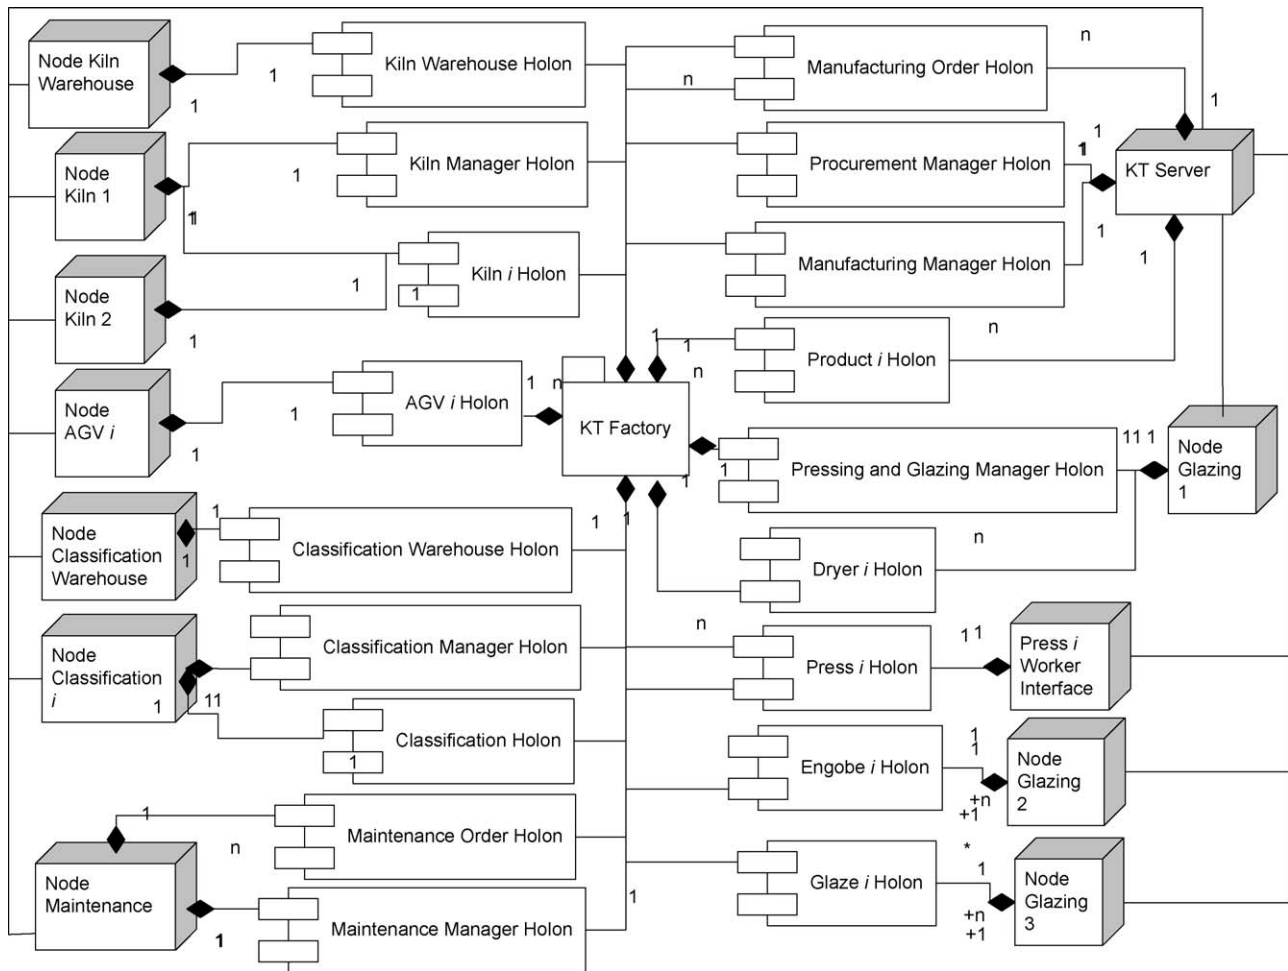 Node Kiln
Warehouse
1
1
Kiln Warehouse Holon
n
Manufacturing Order Holon
n
1
Node
Kiln 1
1
11
Kiln Manager Holon
Procurement Manager Holon
1
11
KT Server
Node
Kiln 2
1
1
Kiln i Holon
1
Manufacturing Manager Holon
1
1
Node
AGV i
1
1
AGV i Holon
1
n
KT Factory
1
1
n
Product i Holon
n
1
1
Pressing and Glazing Manager Holon
11
1
Node
Glazing
1
Node
Classification
Warehouse
1
1
Classification Warehouse Holon
1
1
Dryer i Holon
n
Node
Classification
i
1
11
Classification Manager Holon
n
Press i Holon
1
1
Press i
Worker
Interface
1
Classification Holon
Engobe i Holon
1
1
+n
+1
Node
Glazing
2
1
n
Maintenance Order Holon
Node
Maintenance
1
Maintenance Manager Holon
1
Glaze i Holon
*
1
+n
+1
Node
Glazing
3